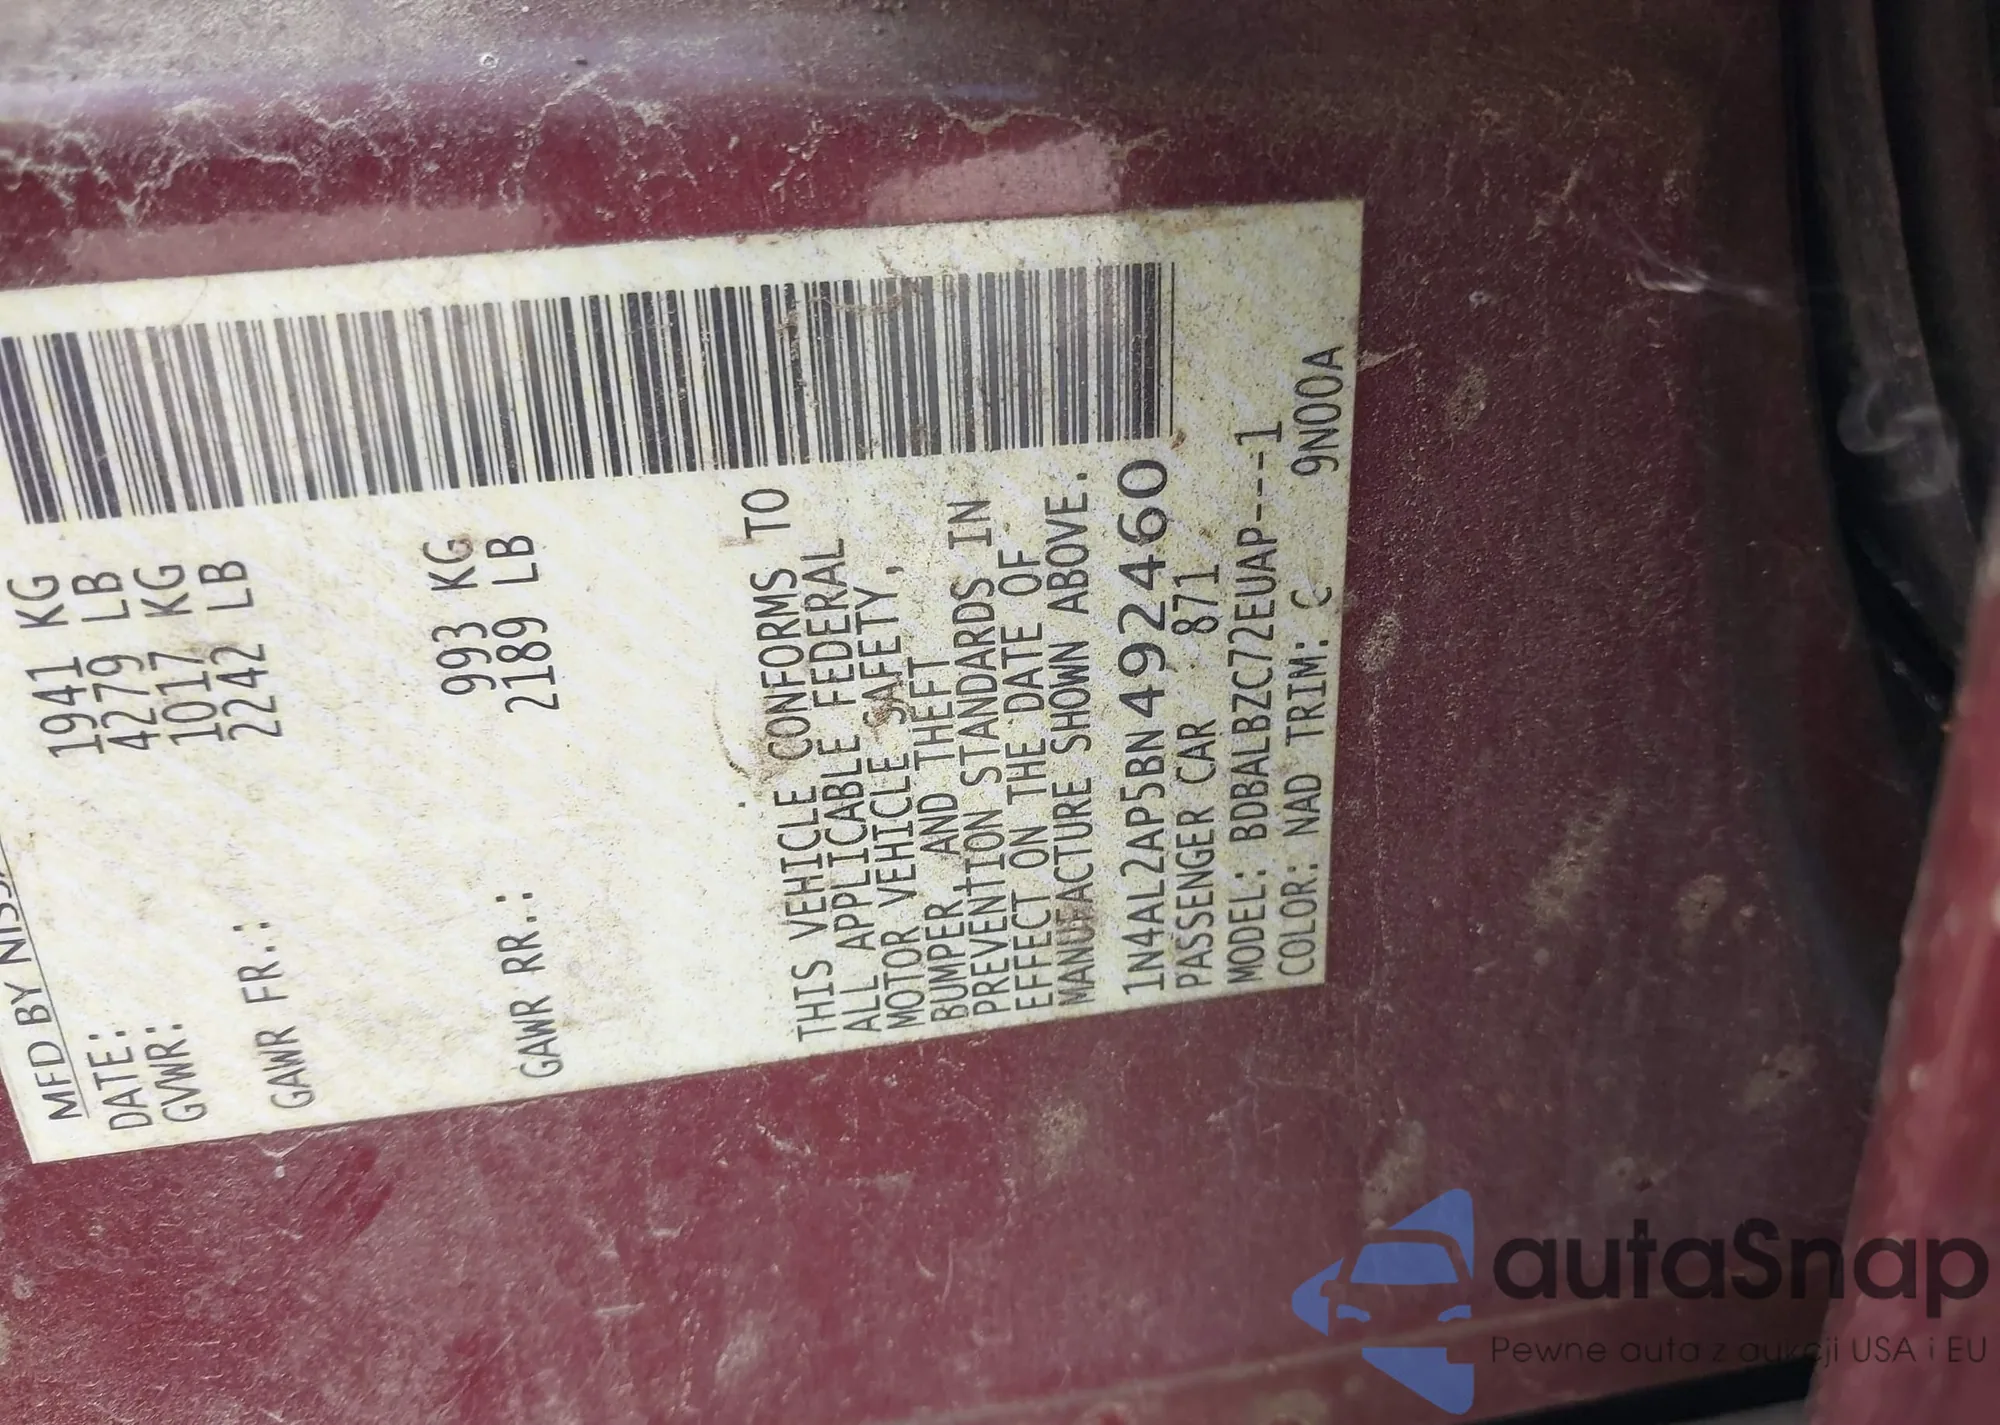 MFD BY NISS
DATE:
GVWR: 1941 KG
4279 LB
GAWR FR.: 1017 KG
2242 LB
GAWR RR.: 993 KG
2189 LB
THIS VEHICLE CONFORMS TO
ALL APPLICABLE FEDERAL
MOTOR VEHICLE SAFETY,
BUMPER AND THEFT
PREVENTION STANDARDS IN
EFFECT ON THE DATE OF
MANUFACTURE SHOWN ABOVE.
1N4AL2AP5BN492460
PASSENGER CAR 871
MODEL: BDBALBZC72EUAP----1
COLOR: NAD TRIM: C 9N00A
autaSnap
Pewne auta z aukcji USA i EU